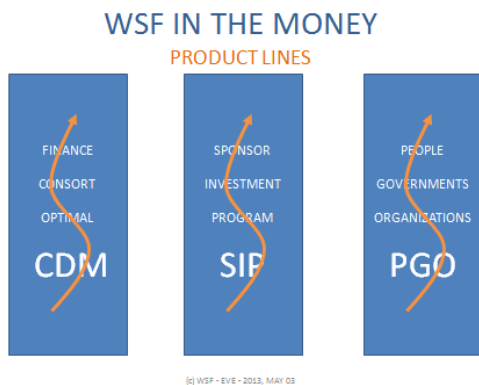 WSF IN THE MONEY
PRODUCT LINES
FINANCE
CONSORT
OPTIMAL
CDM
SPONSOR
INVESTMENT
PROGRAM
SIP
PEOPLE
GOVERNMENTS
ORGANIZATIONS
PGO
(c) WSF - EVE - 2013, MAY 03